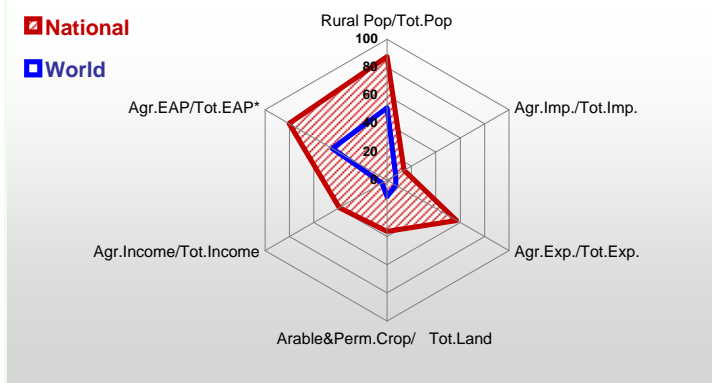 National
World
Rural Pop/Tot.Pop
100
80
60
40
20
0
Agr.EAP/Tot.EAP*
Agr.Imp./Tot.Imp.
Agr.Income/Tot.Income
Agr.Exp./Tot.Exp.
Arable&Perm.Crop/ Tot.Land